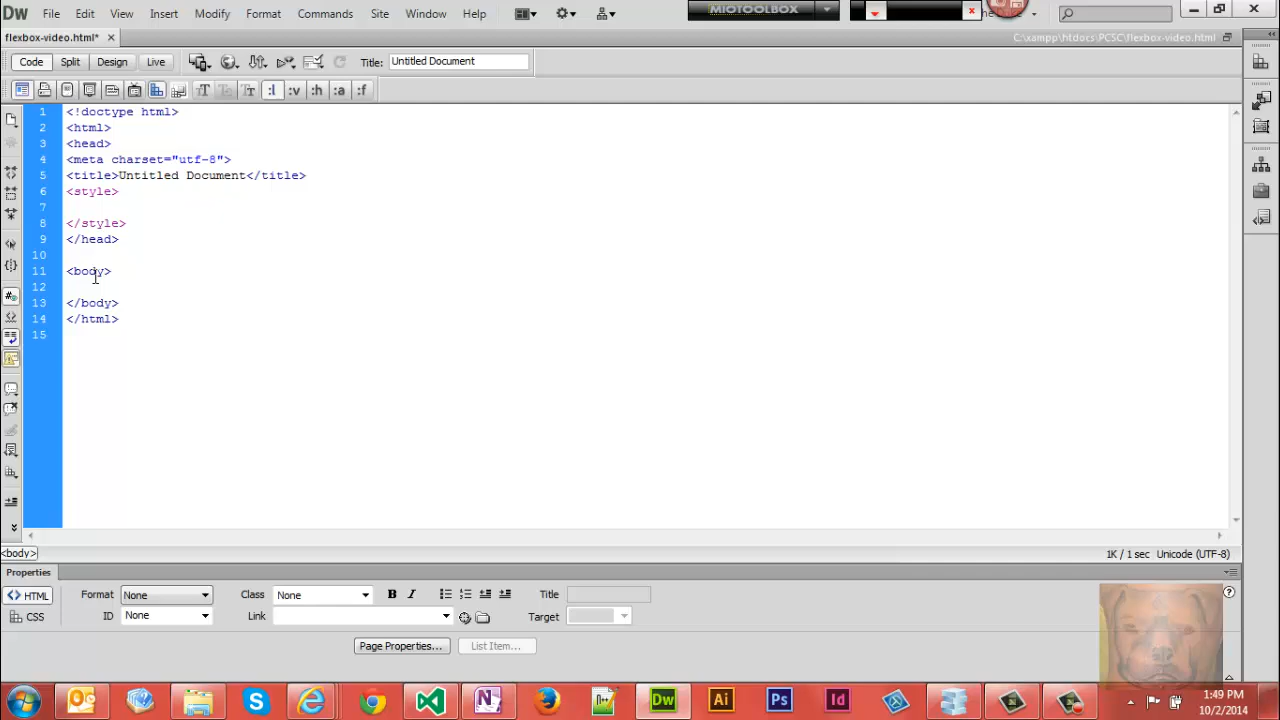 Dw File Edit View Insert Modify Format Commands Site Window Help MIOTOOLBOX
flexbox-video.html* C:\xampp\htdocs\PCSC\flexbox-video.html
Code Split Design Live Title: Untitled Document
:l :v :h :a :f
1 <!doctype html>
2 <html>
3 <head>
4 <meta charset="utf-8">
5 <title>Untitled Document</title>
6 <style>
7
8 </style>
9 </head>
10
11 <body>
12
13 </body>
14 </html>
15
<body> 1K / 1 sec Unicode (UTF-8)
Properties
<> HTML Format None Class None B I Title
CSS ID None Link Target
Page Properties... List Item...
Dw Ai Ps Id 1:49 PM
10/2/2014